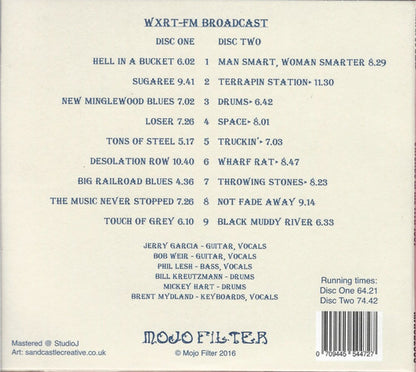 WXRT-FM BROADCAST
DISC ONE DISC TWO
HELL IN A BUCKET 6.02 1 MAN SMART, WOMAN SMARTER 8.29
SUGAREE 9.41 2 TERRAPIN STATION> 11.30
NEW MINGLEWOOD BLUES 7.02 3 DRUMS> 6.42
LOSER 7.26 4 SPACE> 8.01
TONS OF STEEL 5.17 5 TRUCKIN'> 7.03
DESOLATION ROW 10.40 6 WHARF RAT> 8.47
BIG RAILROAD BLUES 4.36 7 THROWING STONES> 8.23
THE MUSIC NEVER STOPPED 7.26 8 NOT FADE AWAY 9.14
TOUCH OF GREY 6.10 9 BLACK MUDDY RIVER 6.33
JERRY GARCIA - GUITAR, VOCALS
BOB WEIR - GUITAR, VOCALS
PHIL LESH - BASS, VOCALS
BILL KREUTZMANN - DRUMS
MICKEY HART - DRUMS
BRENT MYDLAND - KEYBOARDS, VOCALS
Running times:
Disc One 64.21
Disc Two 74.42
Mastered @ StudioJ
Art: sandcastlecreative.co.uk
MOJO FILTER
© Mojo Filter 2016
0 709445 544727